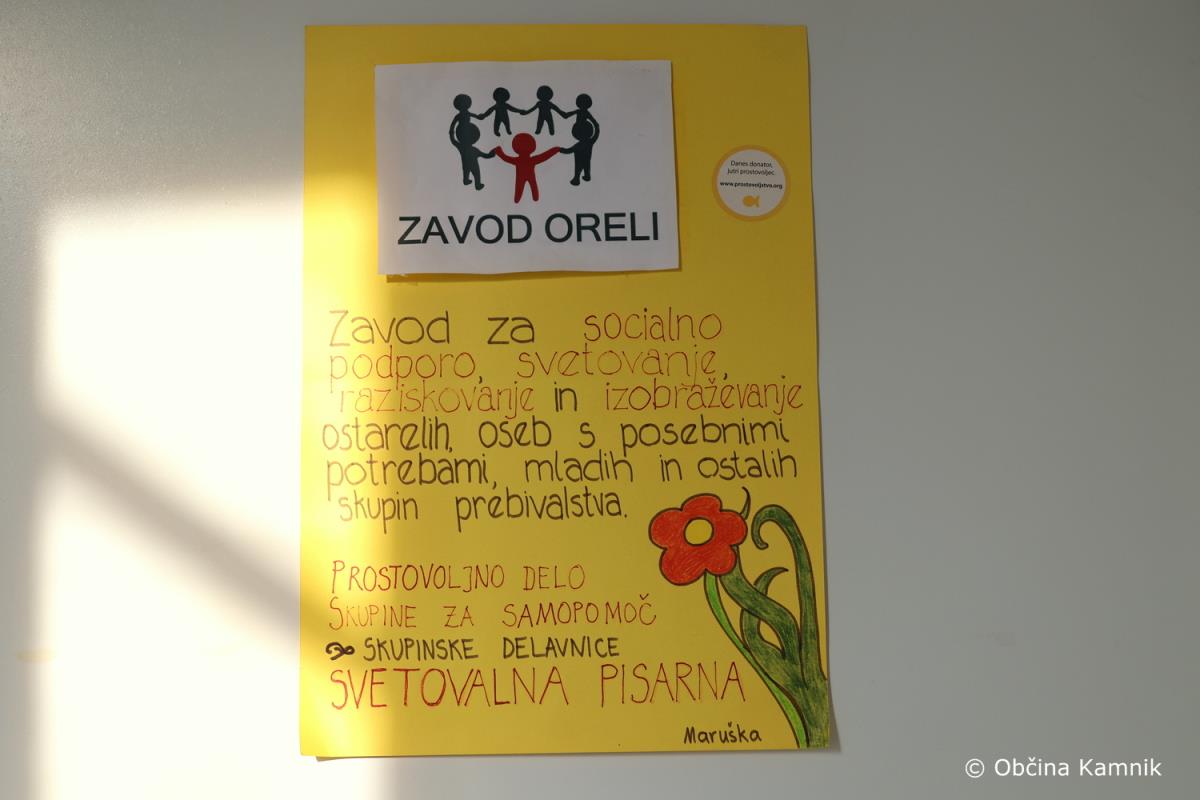 ZAVOD ORELI
Danes donator,
jutri prostovoljec.
www.prostovoljstvo.org
Zavod za socialno
podporo, svetovanje,
raziskovanje in izobraževanje
ostarelih, oseb s posebnimi
potrebami, mladih in ostalih
skupin prebivalstva.
PROSTOVOLJNO DELO
SKUPINE ZA SAMOPOMOČ
& SKUPINSKE DELAVNICE
SVETOVALNA PISARNA
Maruška
© Občina Kamnik